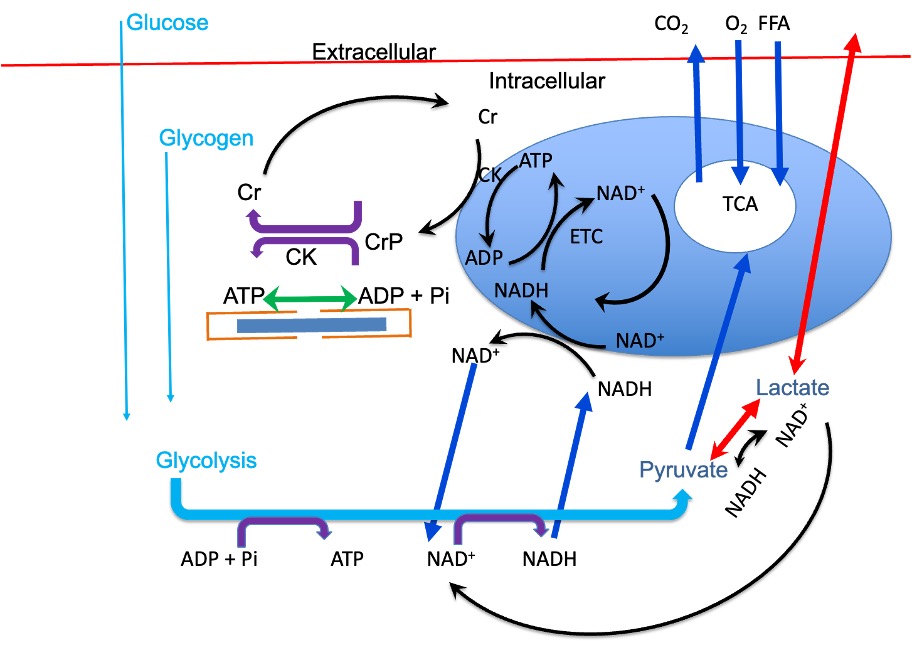 Glucose
CO₂
O₂
FFA
Extracellular
Intracellular
Cr
Glycogen
CK
ATP
Cr
NAD⁺
TCA
CrP
ETC
CK
ADP
NADH
ATP
ADP + Pi
NAD⁺
NAD⁺
NADH
Lactate
NAD⁺
Glycolysis
Pyruvate
NADH
ADP + Pi
ATP
NAD⁺
NADH